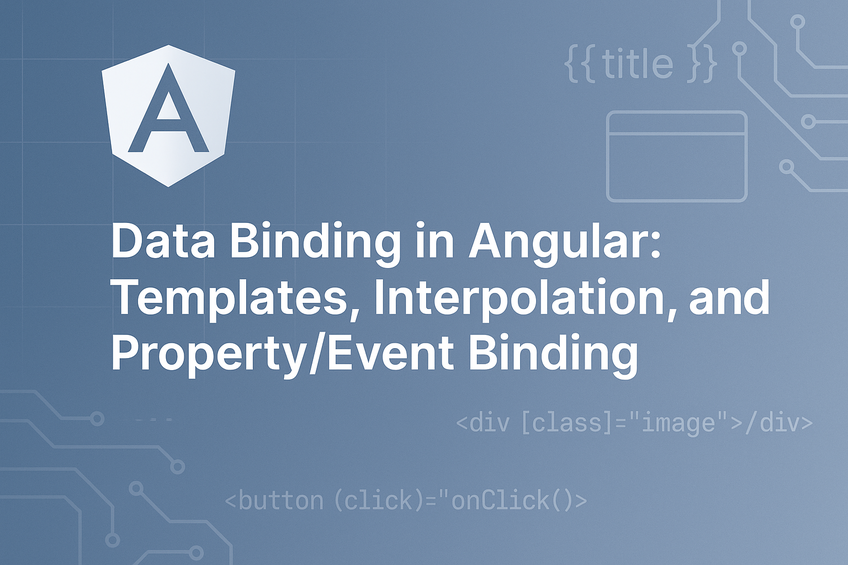 {{title }}
A
Data Binding in Angular:
Templates, Interpolation, and
Property/Event Binding
<div [class]="image">/div>
<button (click)="onClick()>